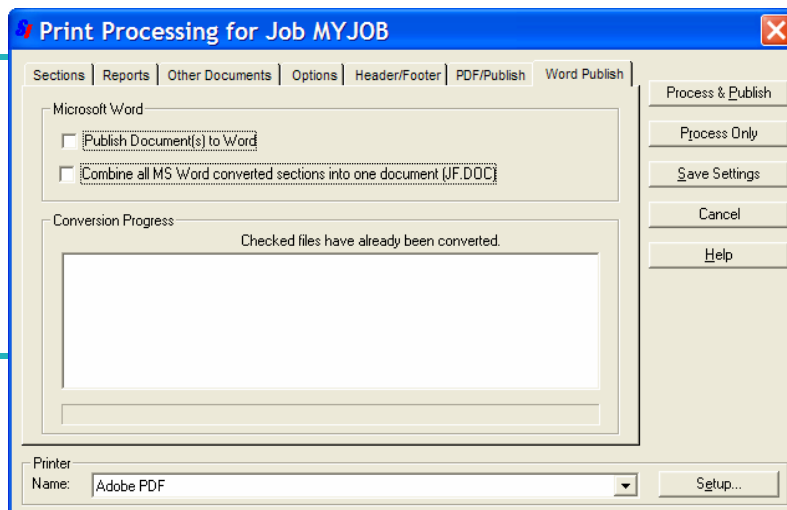 Print Processing for Job MYJOB
Sections Reports Other Documents Options Header/Footer PDF/Publish Word Publish
Microsoft Word
Publish Document(s) to Word
Combine all MS Word converted sections into one document (JF.DOC)
Conversion Progress
Checked files have already been converted.
Process & Publish
Process Only
Save Settings
Cancel
Help
Printer
Name: Adobe PDF
Setup...